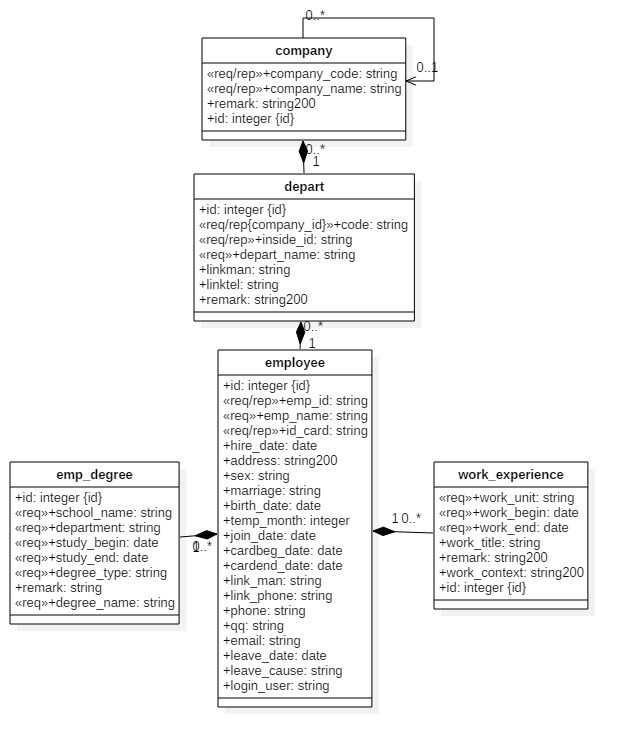 0..*
company
0..1
«req/rep»+company_code: string
«req/rep»+company_name: string
+remark: string200
+id: integer {id}
0..*
1
depart
+id: integer {id}
«req/rep{company_id}»+code: string
«req/rep»+inside_id: string
«req»+depart_name: string
+linkman: string
+linktel: string
+remark: string200
0..*
1
employee
+id: integer {id}
«req/rep»+emp_id: string
«req»+emp_name: string
«req/rep»+id_card: string
+hire_date: date
+address: string200
+sex: string
+marriage: string
+birth_date: date
+temp_month: integer
+join_date: date
+cardbeg_date: date
+cardend_date: date
+link_man: string
+link_phone: string
+phone: string
+qq: string
+email: string
+leave_date: date
+leave_cause: string
+login_user: string
emp_degree
+id: integer {id}
«req»+school_name: string
«req»+department: string
«req»+study_begin: date
«req»+study_end: date
«req»+degree_type: string
+remark: string
«req»+degree_name: string
1
0..*
1 0..*
work_experience
«req»+work_unit: string
«req»+work_begin: date
«req»+work_end: date
+work_title: string
+remark: string200
+work_context: string200
+id: integer {id}